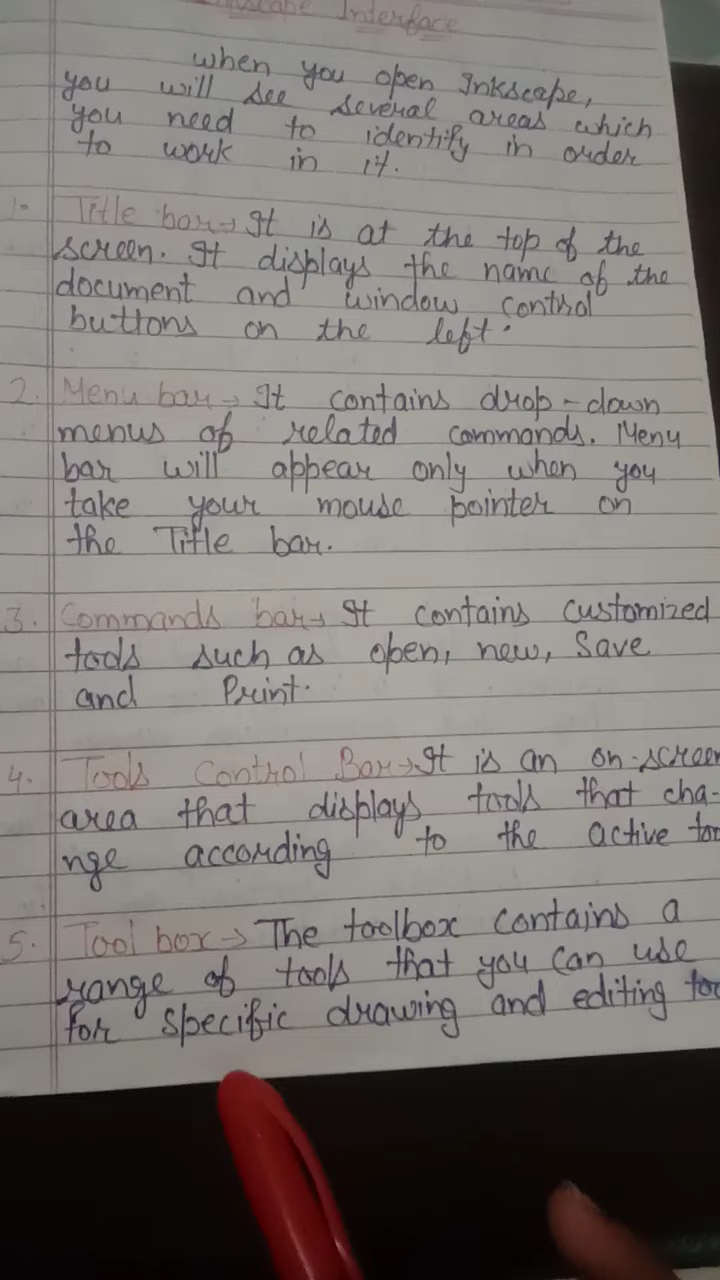 Interface
when you open Inkscape,
you will see several areas which
you need to identify in order
to work in it.
1. Title bar → It is at the top of the
screen. It displays the name of the
document and window control
buttons on the left.
2. Menu bar → It contains drop-down
menus of related commands. Menu
bar will appear only when you
take your mouse pointer on
the Title bar.
3. Commands bar → It contains customized
tools such as open, new, Save
and Print.
4. Tools Control Bar → It is an on-screen
area that displays tools that cha-
nge according to the active too
5. Tool box → The toolbox contains a
range of tools that you can use
for specific drawing and editing